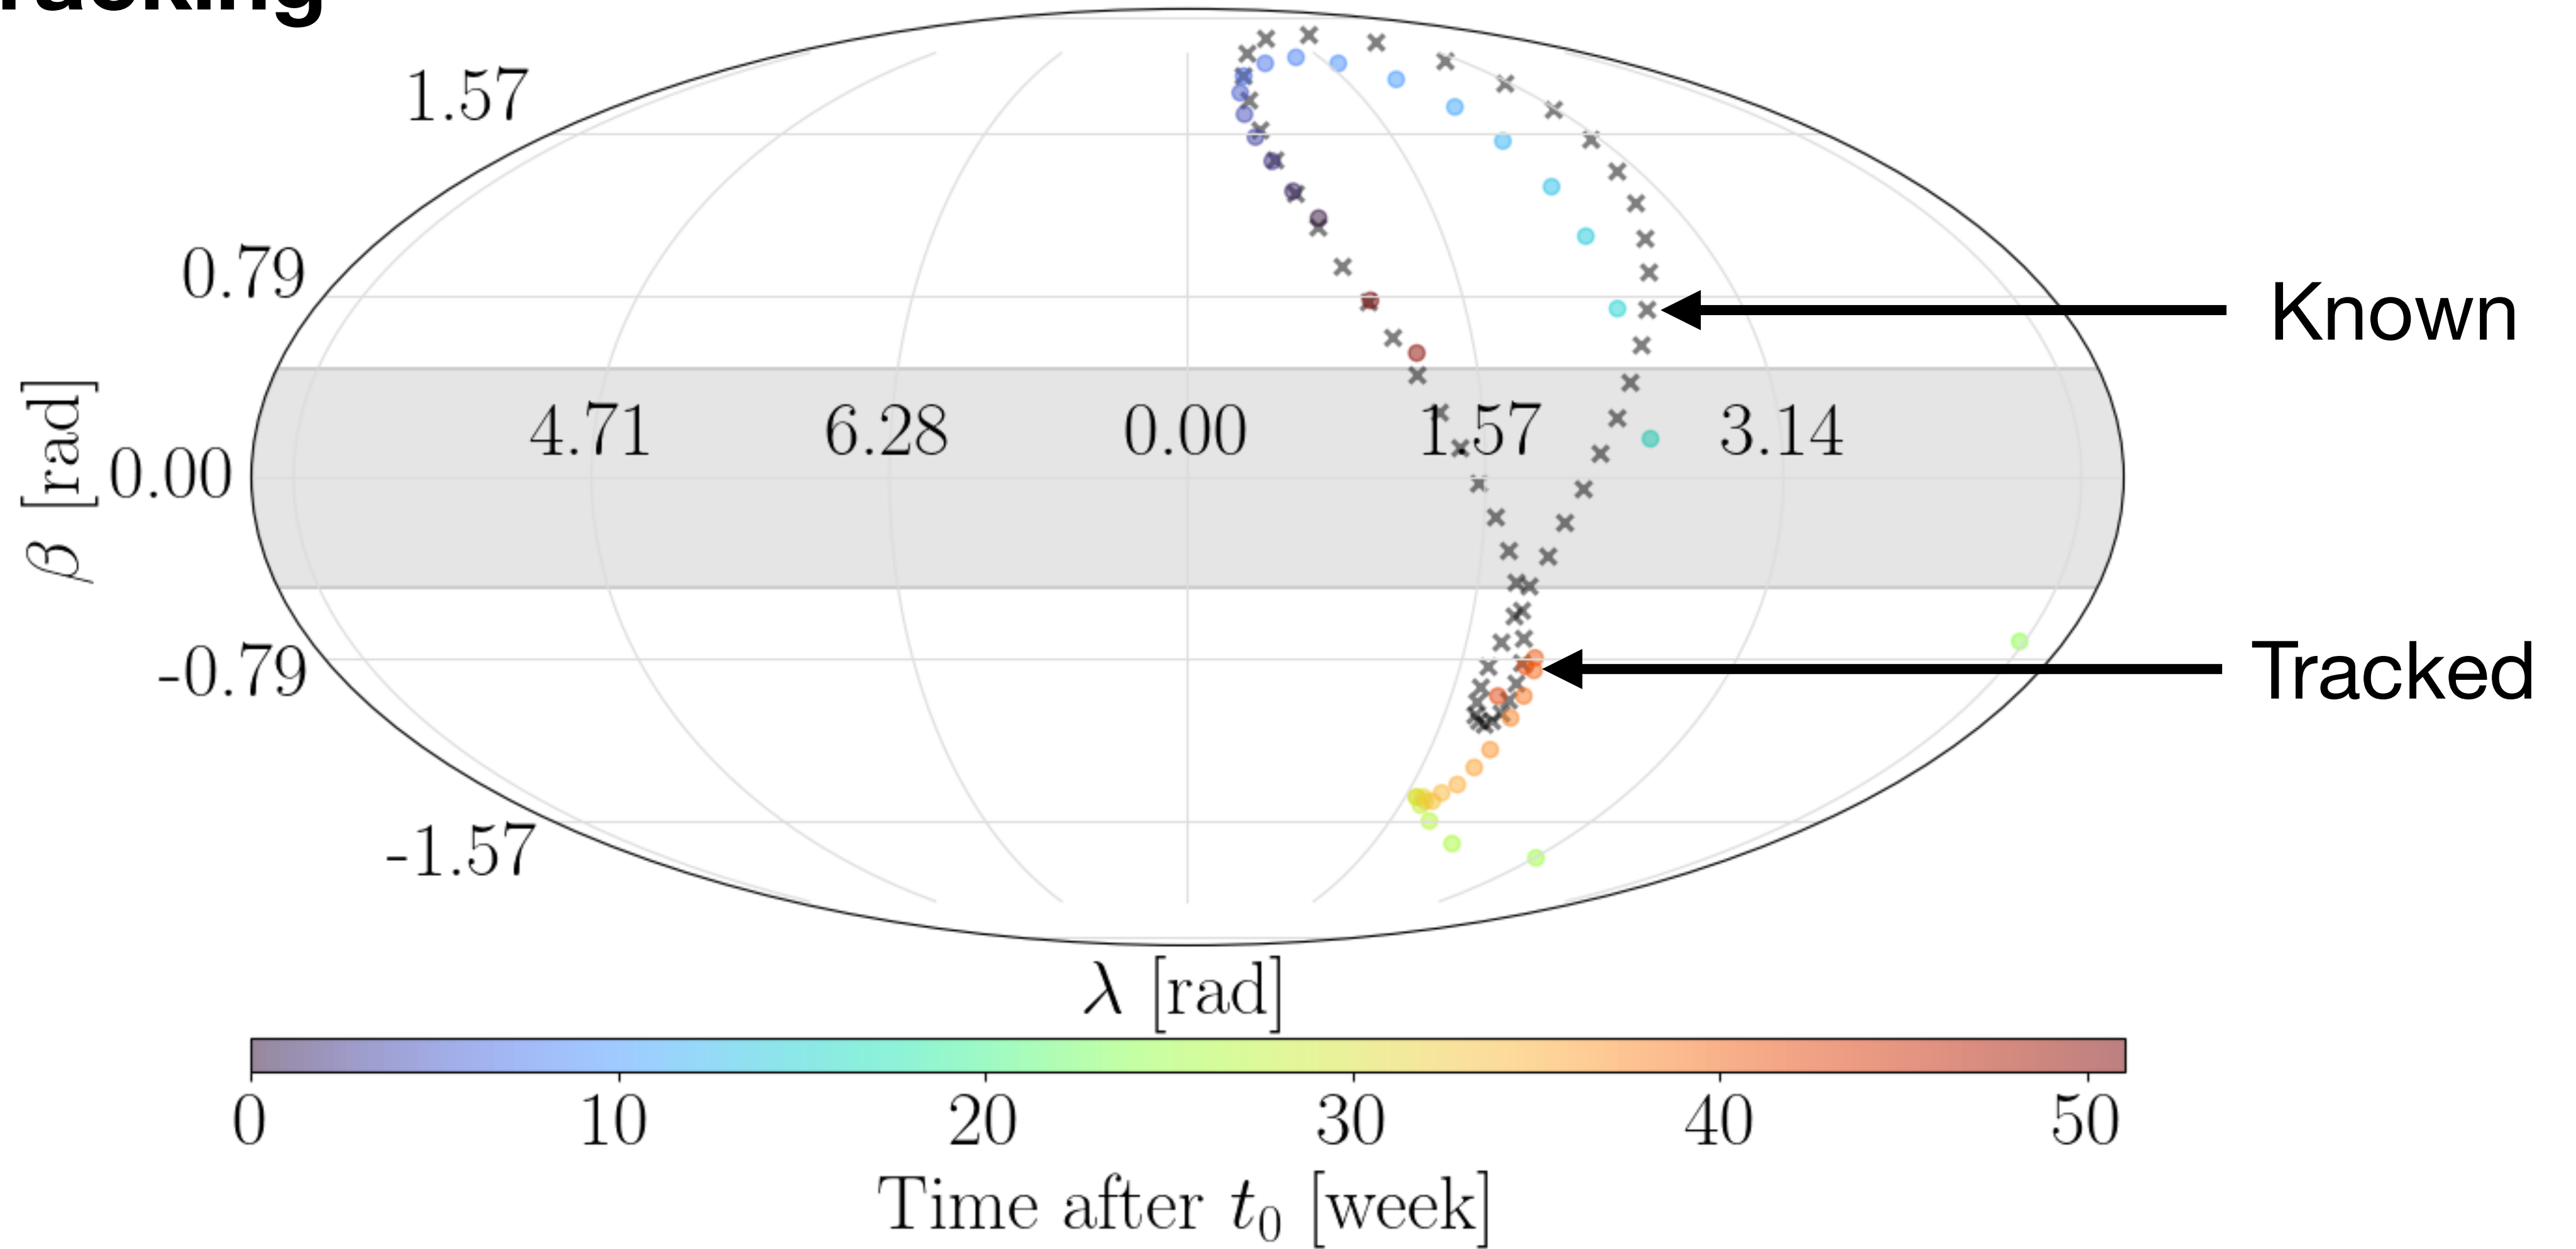 1.57
0.79
Known
4.71 6.28 0.00 1.57 3.14
β [rad]
0.00
-0.79
Tracked
-1.57
λ [rad]
0 10 20 30 40 50
Time after t₀ [week]